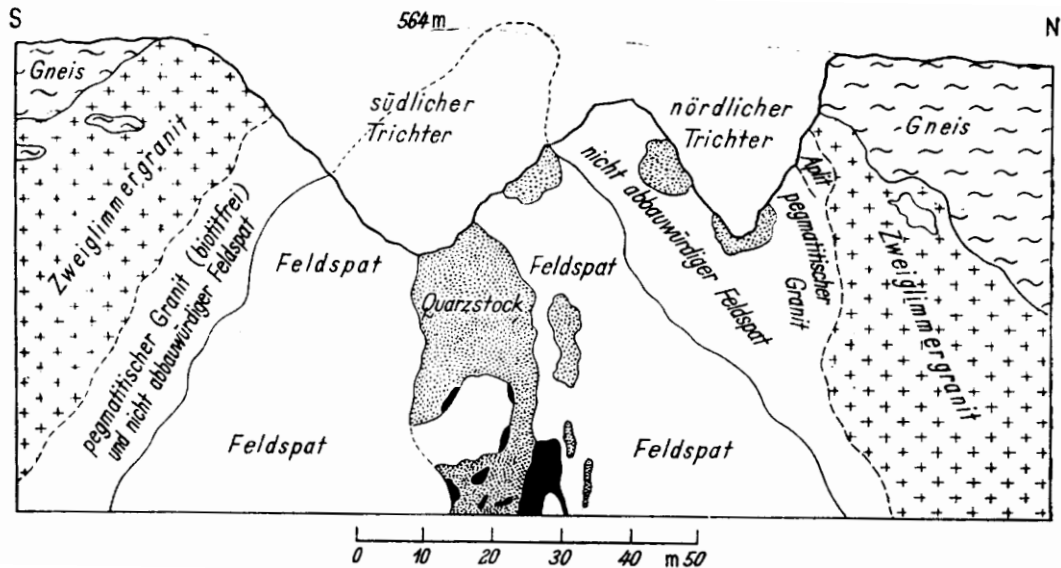 S
564 m
N
Gneis
südlicher
Trichter
nördlicher
Trichter
Gneis
Zweiglimmergranit
pegmatitischer Granit (biotitfrei)
und nicht abbauwürdiger Feldspat
Feldspat
Quarzstock
Feldspat
nicht abbauwürdiger Feldspat
Aplit
pegmatitischer
Granit
Zweiglimmergranit
Feldspat
Feldspat
0 10 20 30 m 50